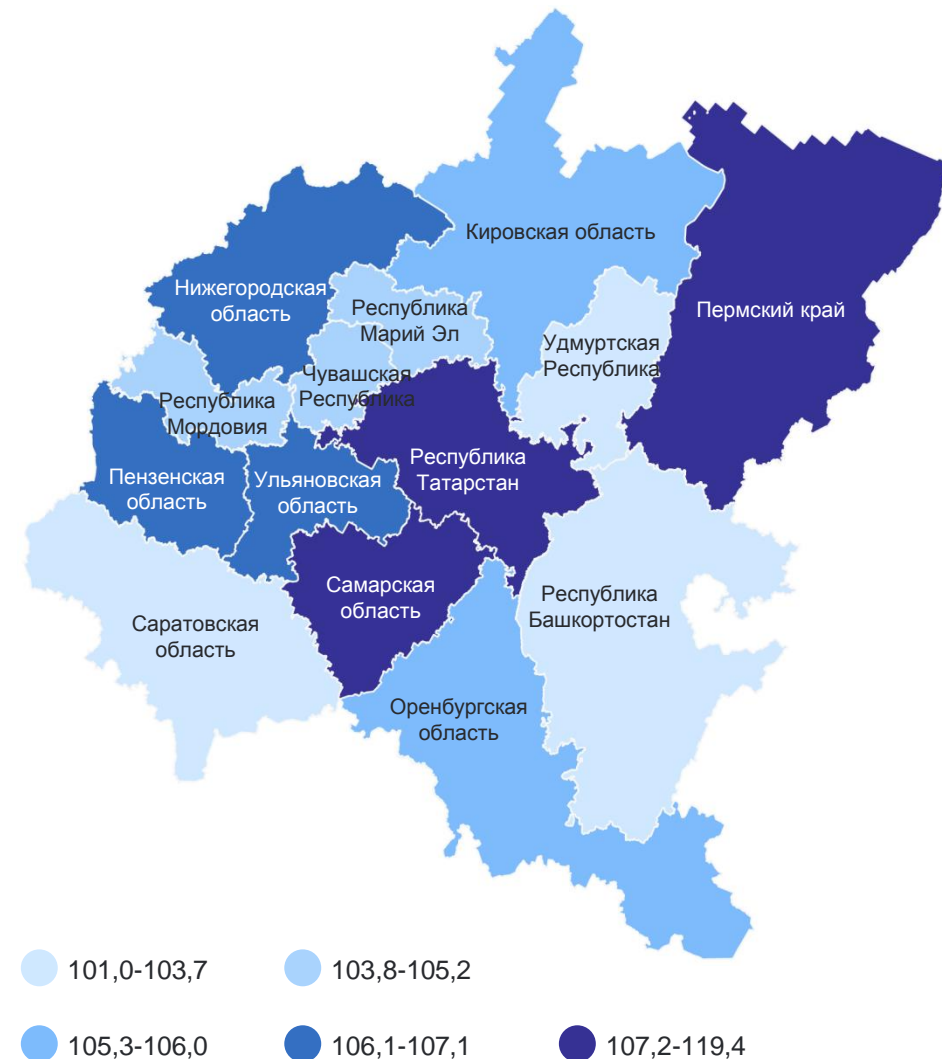 Кировская область
Нижегородская
область
Пермский край
Республика
Марий Эл
Удмуртская
Республика
Чувашская
Республика
Республика
Мордовия
Республика
Татарстан
Пензенская
область
Ульяновская
область
Самарская
область
Республика
Башкортостан
Саратовская
область
Оренбургская
область
101,0-103,7
103,8-105,2
105,3-106,0
106,1-107,1
107,2-119,4